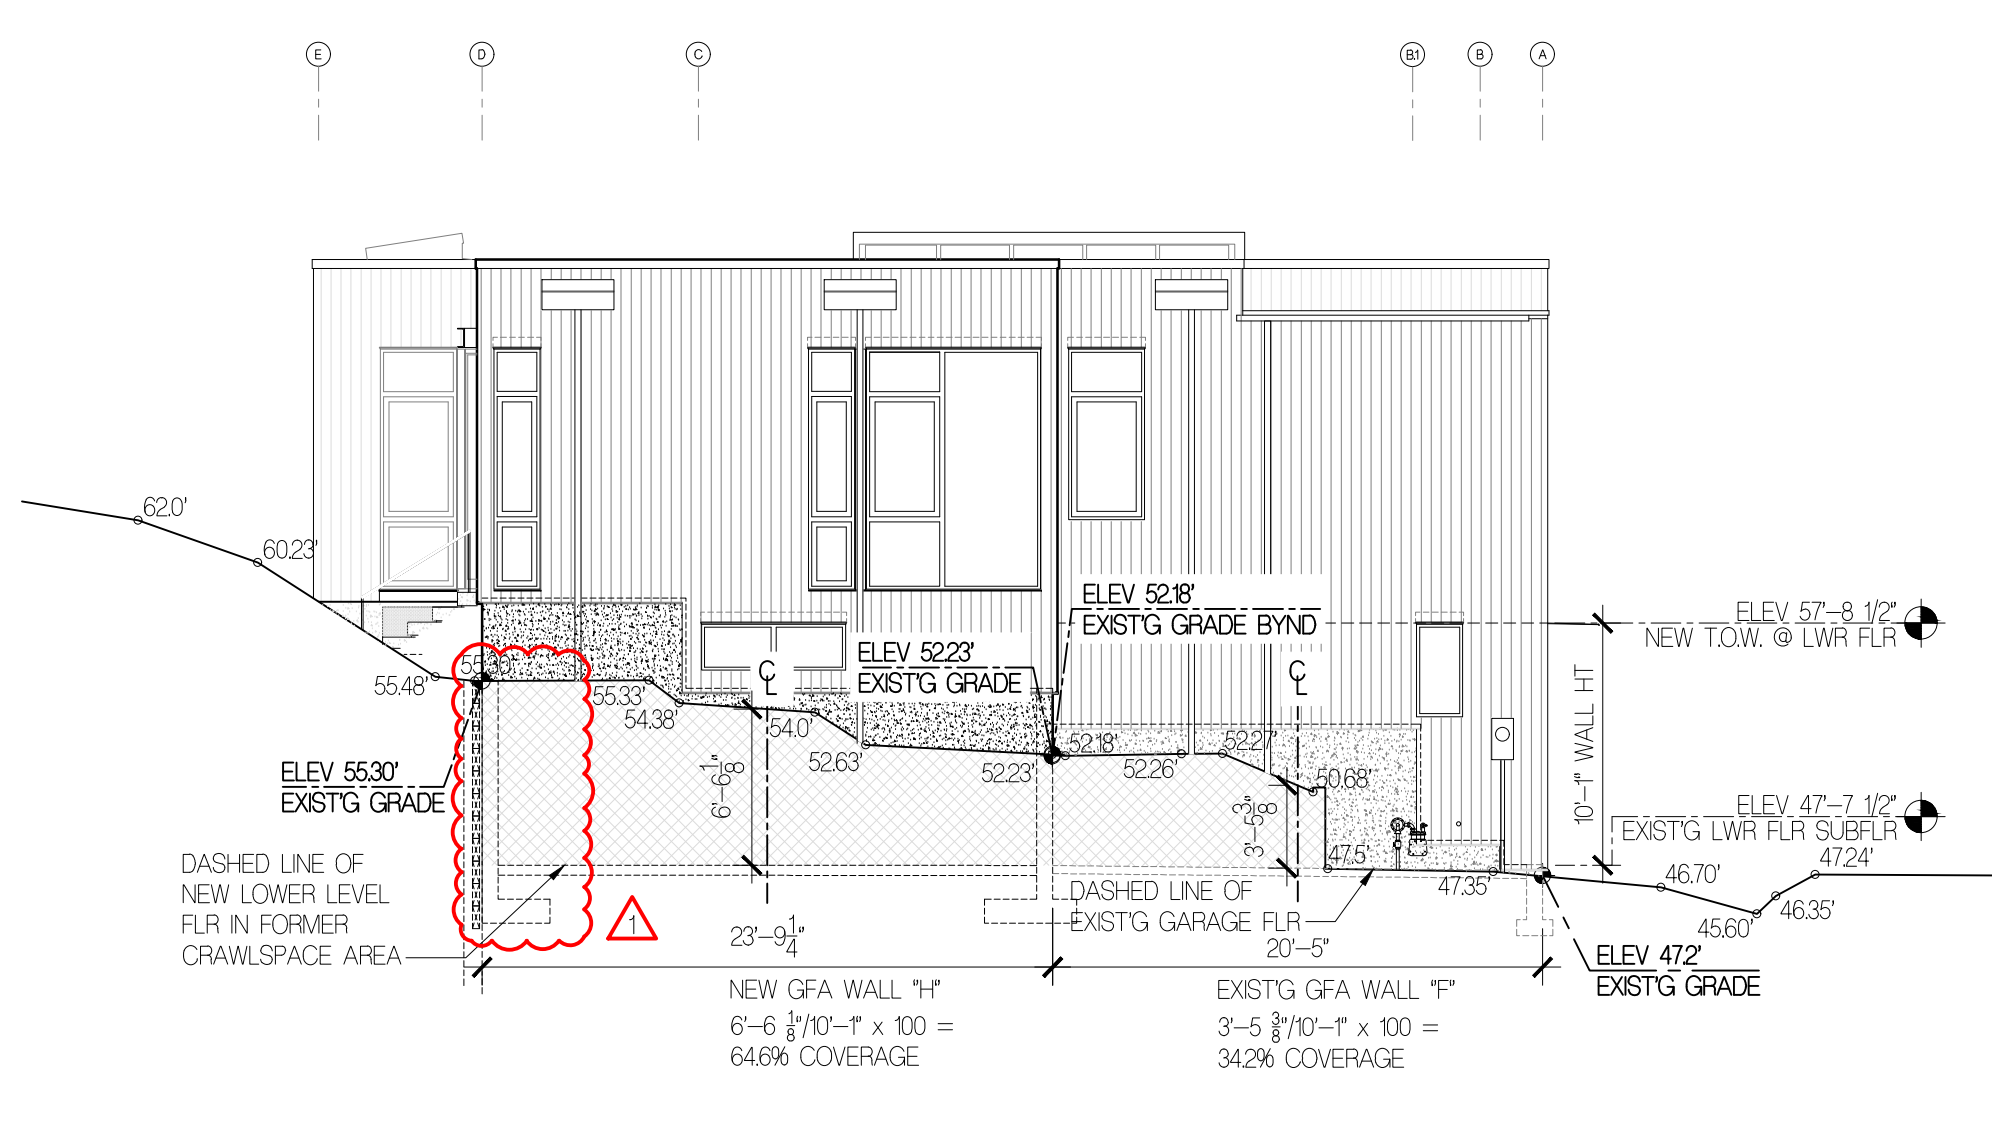 E
D
C
B.1
B
A
62.0'
60.23'
55.48'
55.30'
55.33'
54.38'
54.0'
52.63'
52.23'
52.18'
52.26'
52.27'
50.68'
47.5'
47.35'
46.70'
45.60'
46.35'
47.24'
ELEV 52.18'
EXIST'G GRADE BYND
ELEV 52.23'
EXIST'G GRADE
ELEV 55.30'
EXIST'G GRADE
ELEV 57'-8 1/2"
NEW T.O.W. @ LWR FLR
10'-1" WALL HT
ELEV 47'-7 1/2"
EXIST'G LWR FLR SUBFLR
CL
CL
6'-6 1/8"
3'-5 3/8"
DASHED LINE OF
NEW LOWER LEVEL
FLR IN FORMER
CRAWLSPACE AREA
1
DASHED LINE OF
EXIST'G GARAGE FLR
23'-9 1/4"
20'-5"
ELEV 47.2'
EXIST'G GRADE
NEW GFA WALL "H"
6'-6 1/8"/10'-1" x 100 =
64.6% COVERAGE
EXIST'G GFA WALL "F"
3'-5 3/8"/10'-1" x 100 =
34.2% COVERAGE